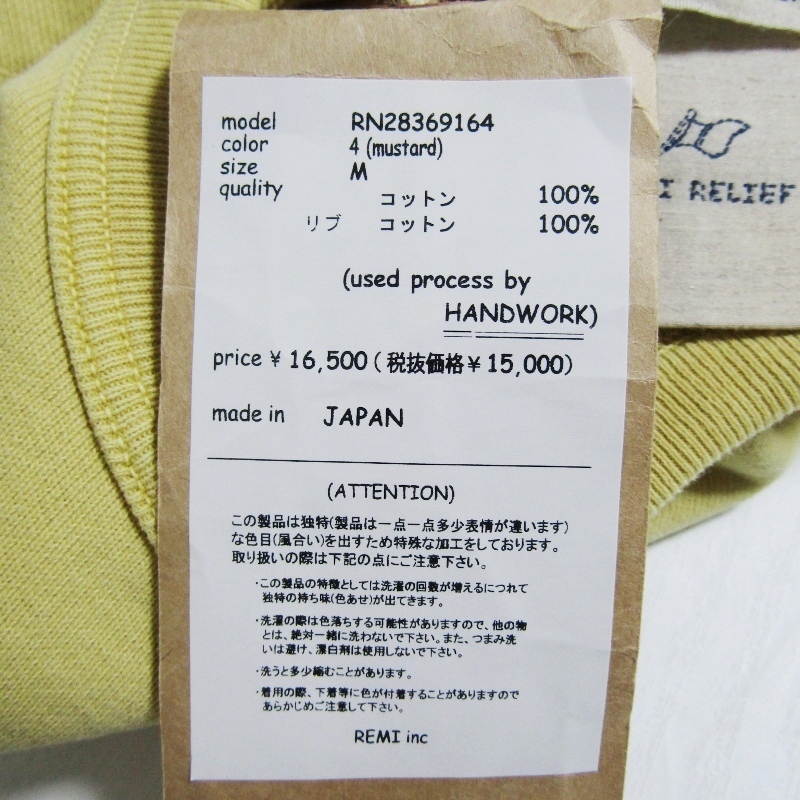 model RN28369164
color 4 (mustard)
size M
quality コットン 100%
リブ コットン 100%
(used process by
HANDWORK)
price ¥ 16,500 (税抜価格¥ 15,000)
made in JAPAN
(ATTENTION)
この製品は独特(製品は一点一点多少表情が違います)
な色目(風合い)を出すため特殊な加工をしております。
取り扱いの際は下記の点にご注意下さい。
・この製品の特徴としては洗濯の回数が増えるにつれて
独特の持ち味(色あせ)が出てきます。
・洗濯の際は色落ちする可能性がありますので、他の物
とは、絶対一緒に洗わないで下さい。また、つまみ洗
いは避け、漂白剤は使用しないで下さい。
・洗うと多少縮むことがあります。
・着用の際、下着等に色が付着することがありますので
あらかじめご注意して下さい。
REMI inc
I RELIEF